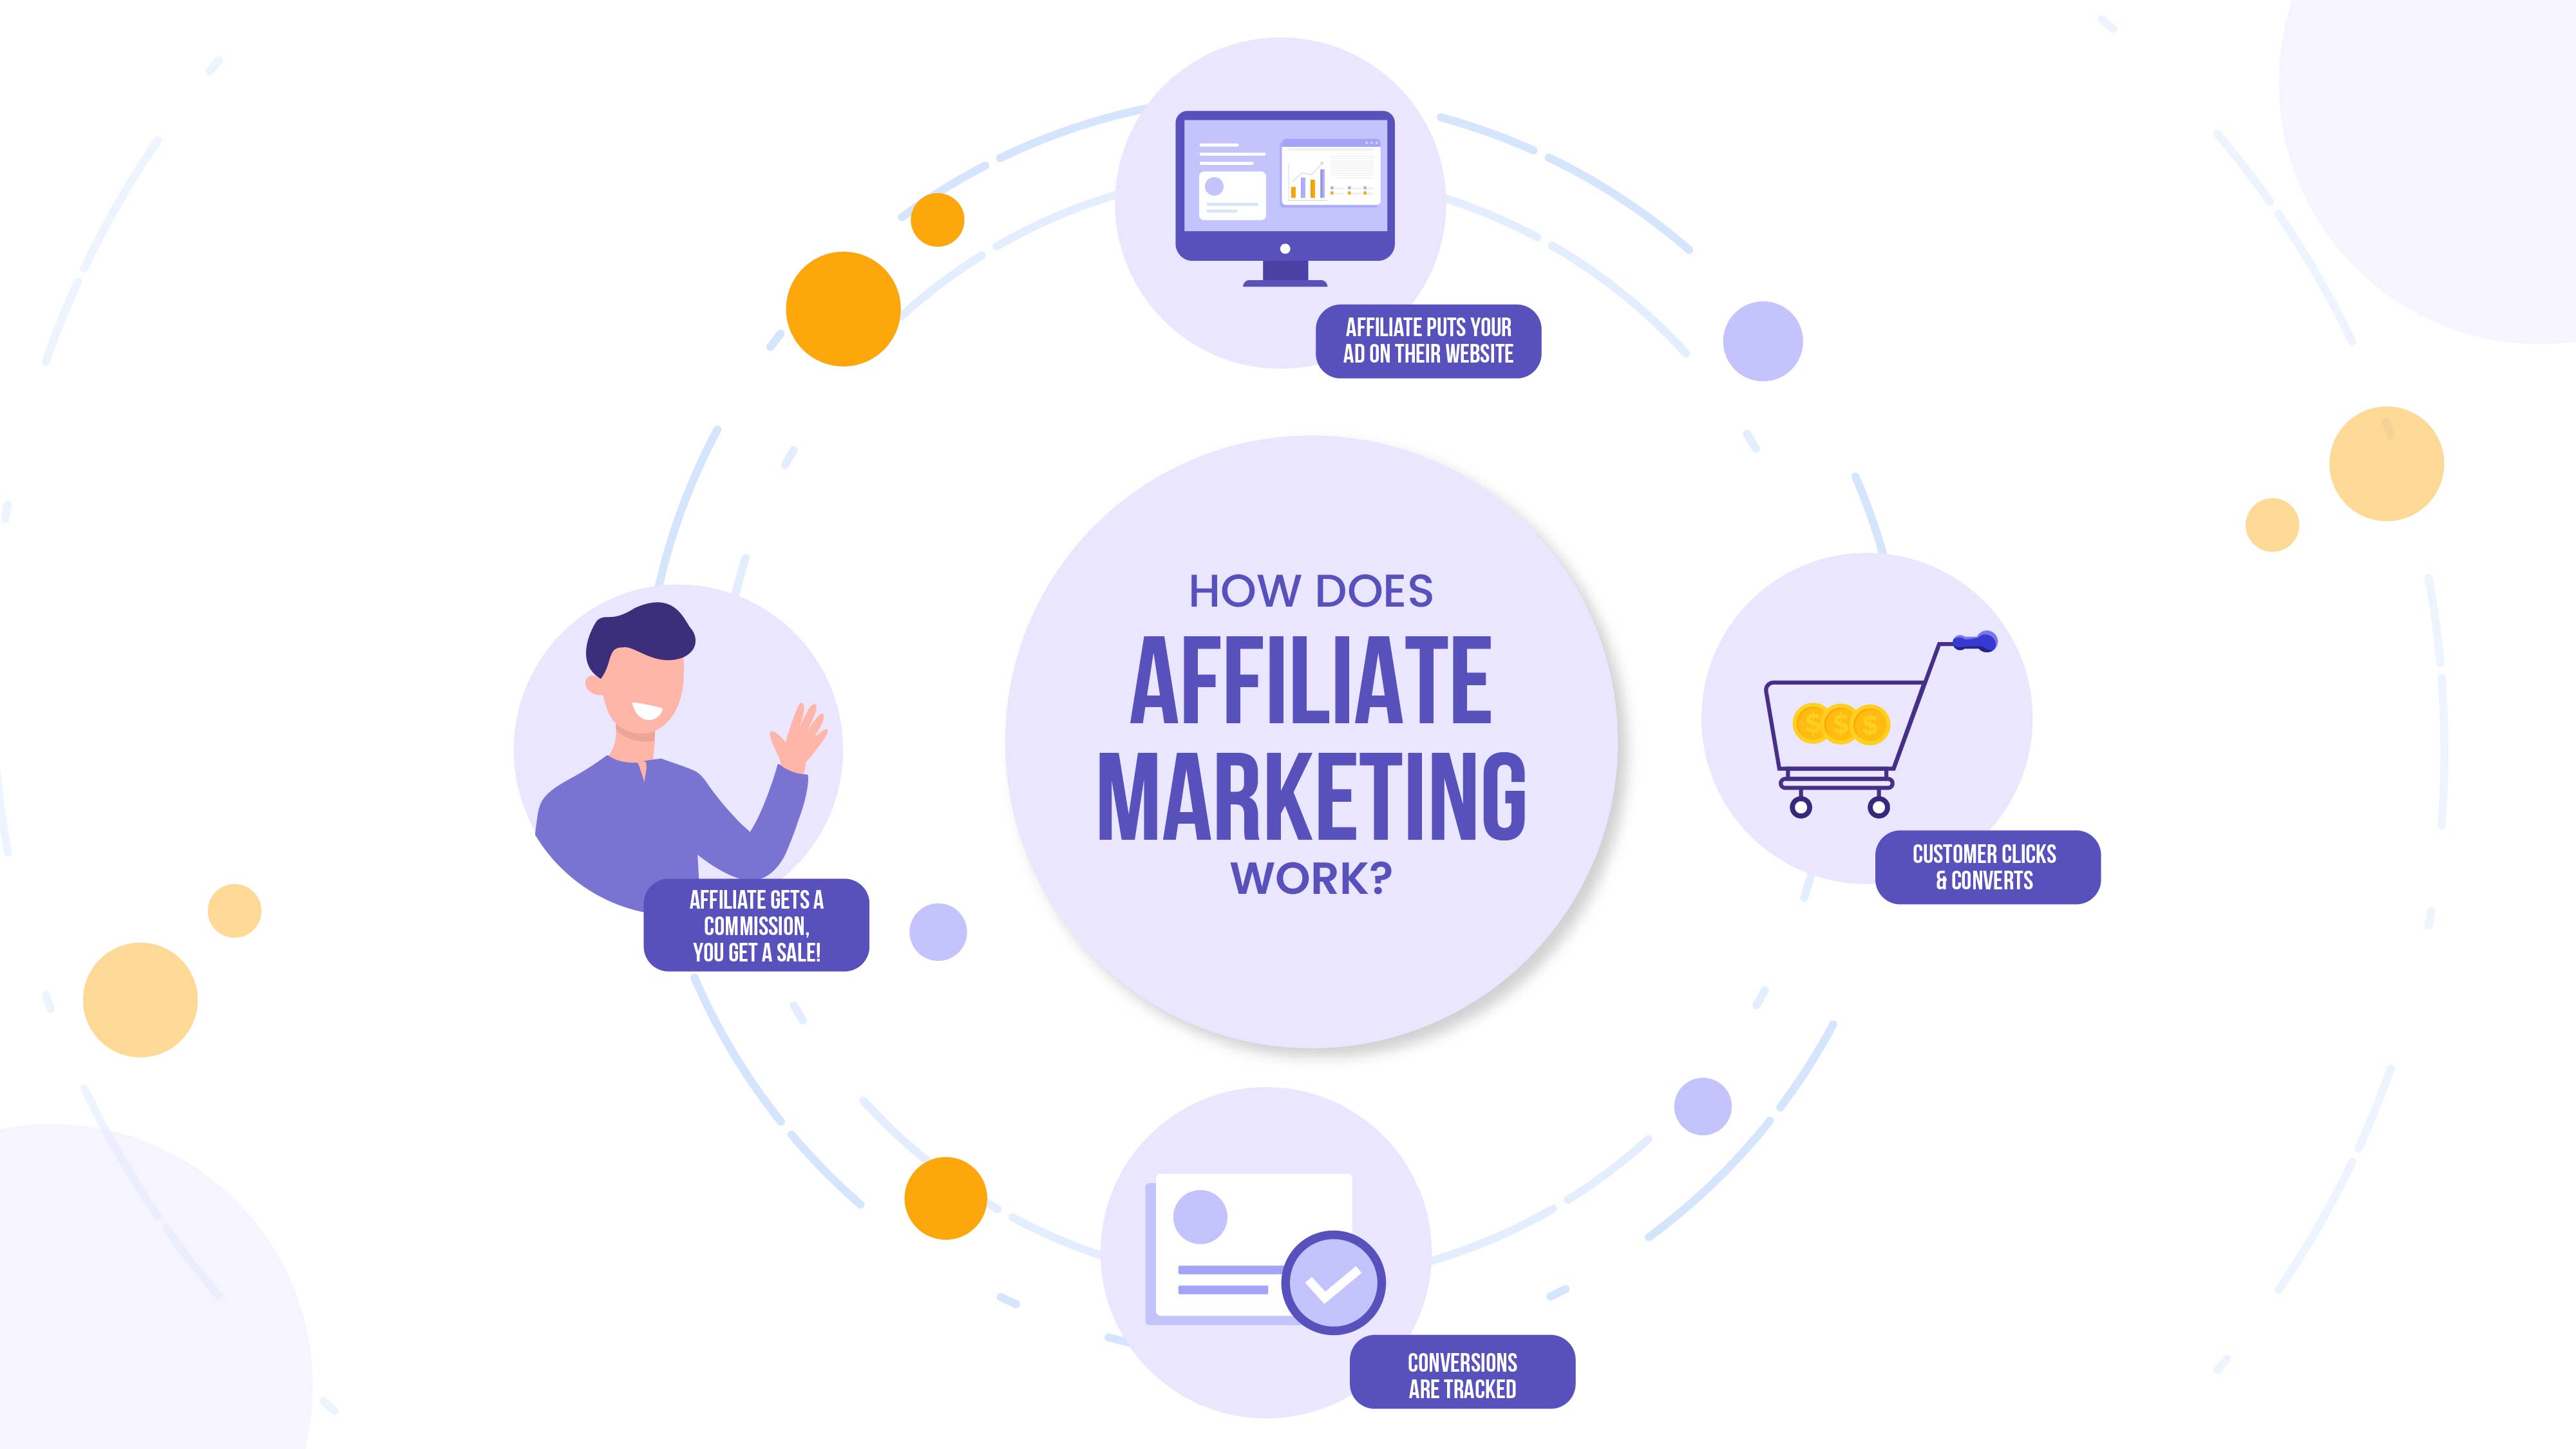 AFFILIATE PUTS YOUR
AD ON THEIR WEBSITE
HOW DOES
AFFILIATE
MARKETING
WORK?
$ $ $
CUSTOMER CLICKS
& CONVERTS
AFFILIATE GETS A
COMMISSION,
YOU GET A SALE!
CONVERSIONS
ARE TRACKED